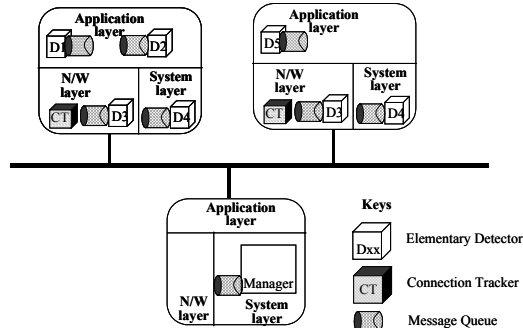 Application
layer
D1
D2
N/W
layer
System
layer
CT
D3
D4
Application
layer
D5
N/W
layer
System
layer
CT
D3
D4
Application
layer
Manager
N/W
layer
System
layer
Keys
Dxx
Elementary Detector
CT
Connection Tracker
Message Queue